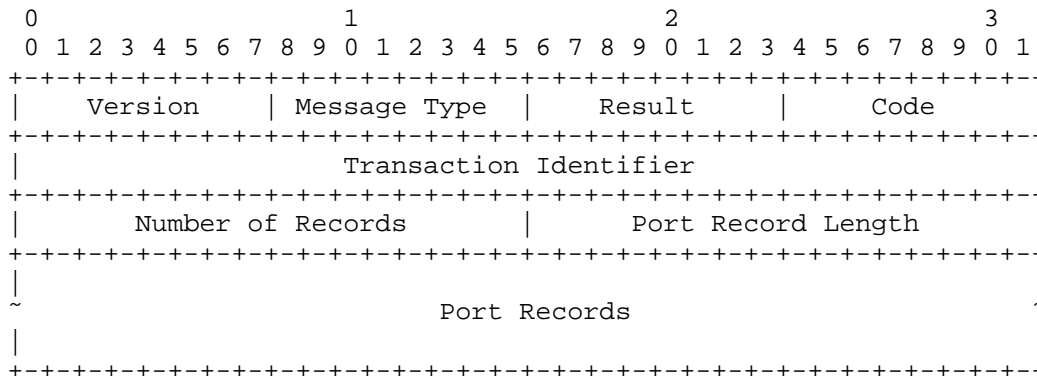 0                   1                   2                   3
 0 1 2 3 4 5 6 7 8 9 0 1 2 3 4 5 6 7 8 9 0 1 2 3 4 5 6 7 8 9 0 1
+-+-+-+-+-+-+-+-+-+-+-+-+-+-+-+-+-+-+-+-+-+-+-+-+-+-+-+-+-+-+-+-
|    Version    | Message Type  |    Result     |     Code
+-+-+-+-+-+-+-+-+-+-+-+-+-+-+-+-+-+-+-+-+-+-+-+-+-+-+-+-+-+-+-+-
|                    Transaction Identifier
+-+-+-+-+-+-+-+-+-+-+-+-+-+-+-+-+-+-+-+-+-+-+-+-+-+-+-+-+-+-+-+-
|       Number of Records       |      Port Record Length
+-+-+-+-+-+-+-+-+-+-+-+-+-+-+-+-+-+-+-+-+-+-+-+-+-+-+-+-+-+-+-+-
|
~                          Port Records                         ~
|
+-+-+-+-+-+-+-+-+-+-+-+-+-+-+-+-+-+-+-+-+-+-+-+-+-+-+-+-+-+-+-+-